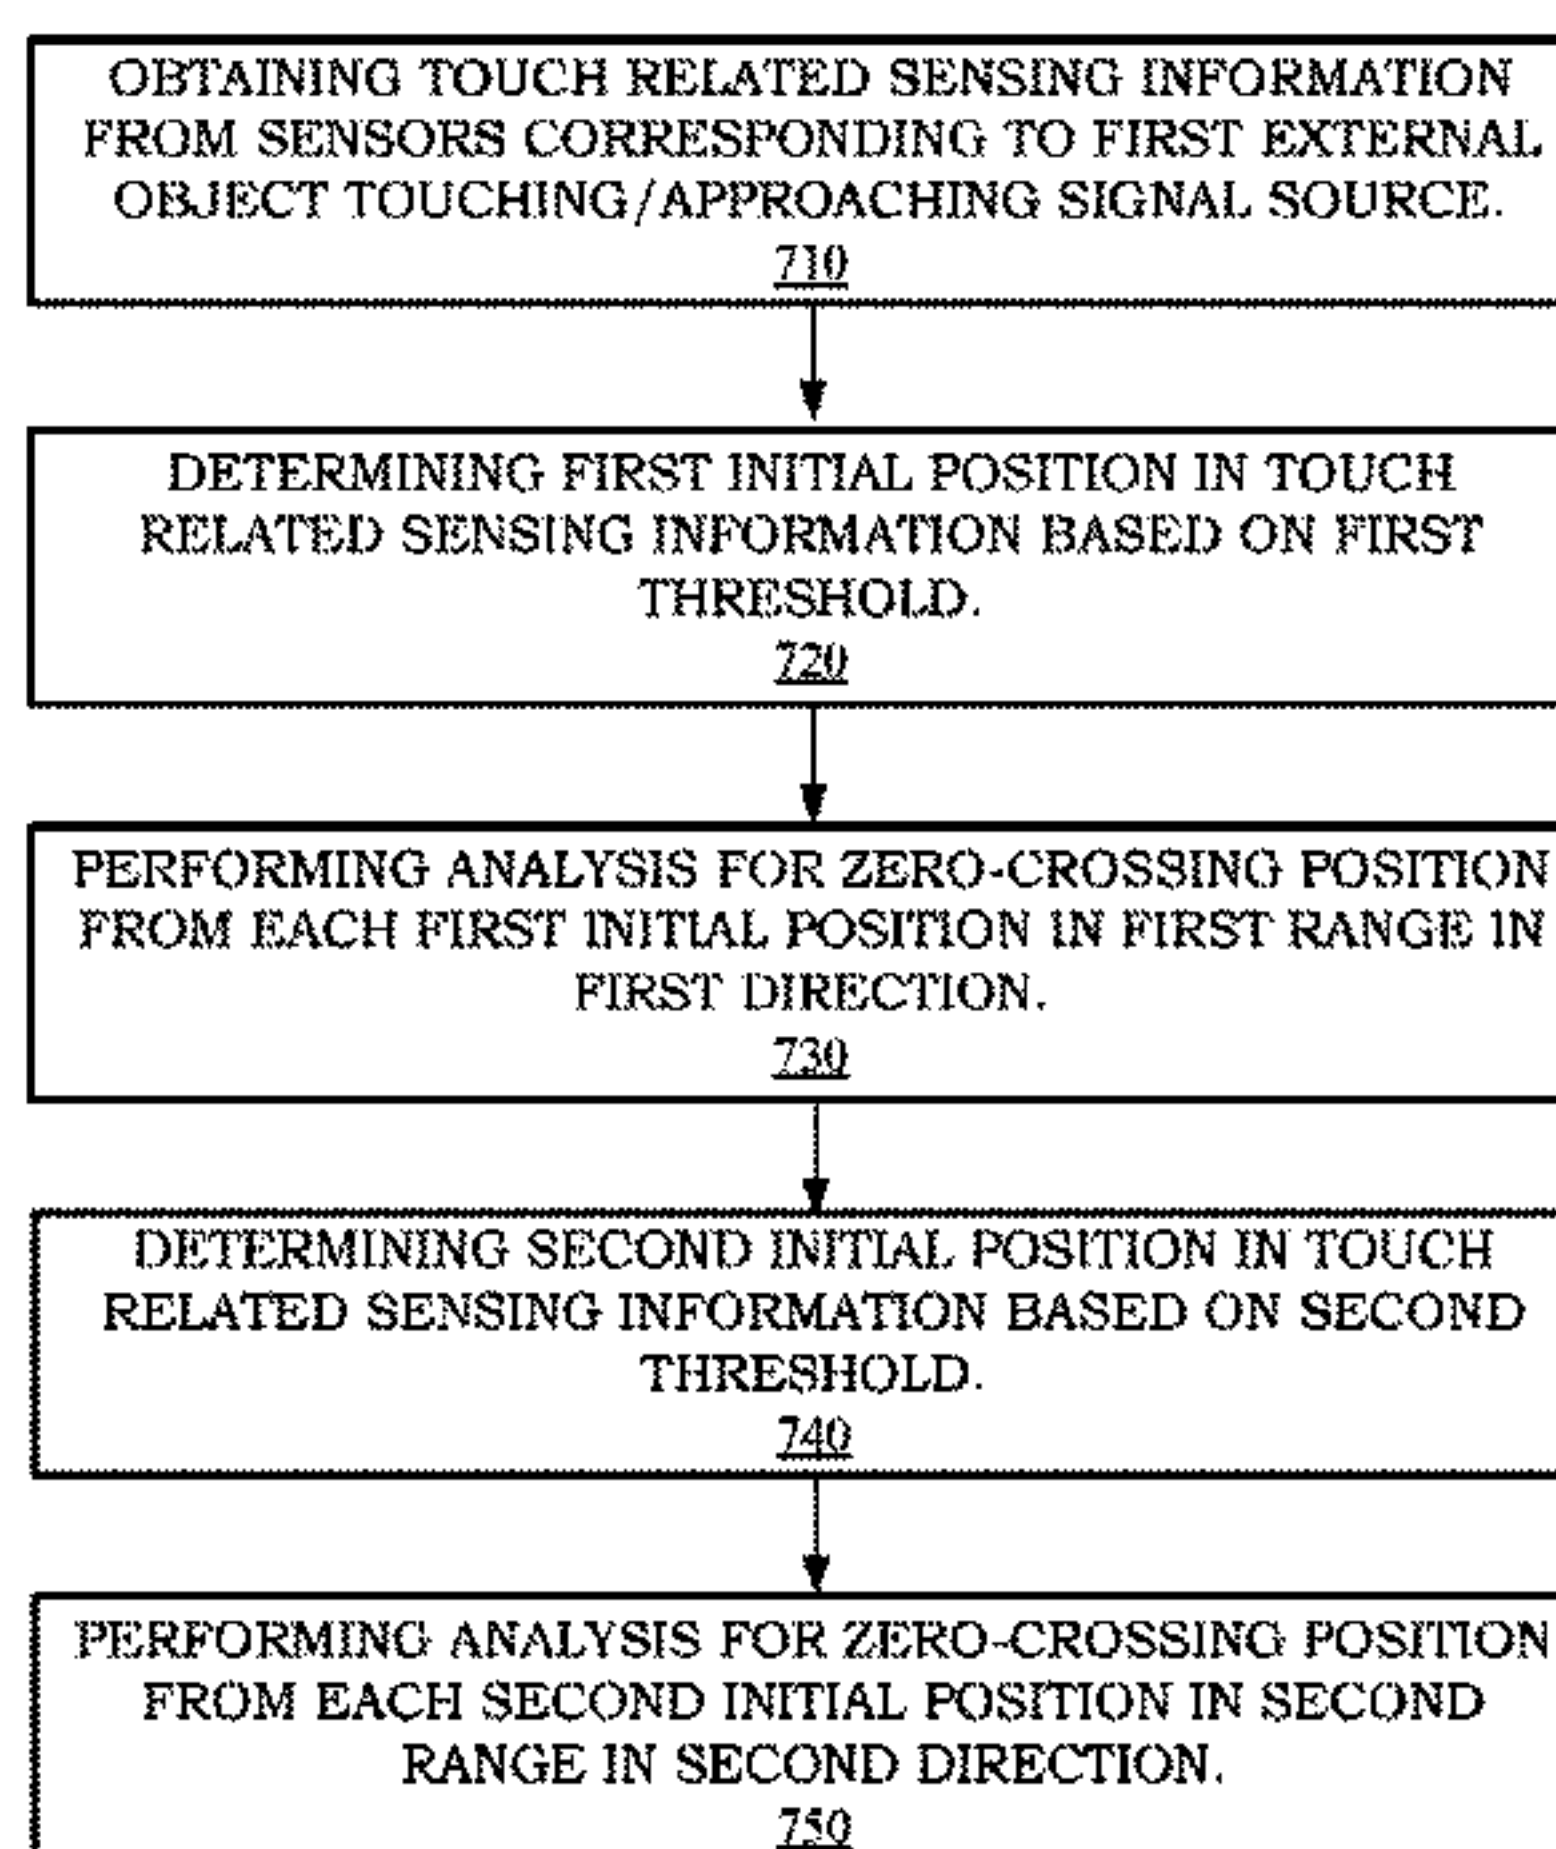 OBTAINING TOUCH RELATED SENSING INFORMATION
FROM SENSORS CORRESPONDING TO FIRST EXTERNAL
OBJECT TOUCHING/APPROACHING SIGNAL SOURCE.
710
DETERMINING FIRST INITIAL POSITION IN TOUCH
RELATED SENSING INFORMATION BASED ON FIRST
THRESHOLD.
720
PERFORMING ANALYSIS FOR ZERO-CROSSING POSITION
FROM EACH FIRST INITIAL POSITION IN FIRST RANGE IN
FIRST DIRECTION.
730
DETERMINING SECOND INITIAL POSITION IN TOUCH
RELATED SENSING INFORMATION BASED ON SECOND
THRESHOLD.
740
PERFORMING ANALYSIS FOR ZERO-CROSSING POSITION
FROM EACH SECOND INITIAL POSITION IN SECOND
RANGE IN SECOND DIRECTION.
750